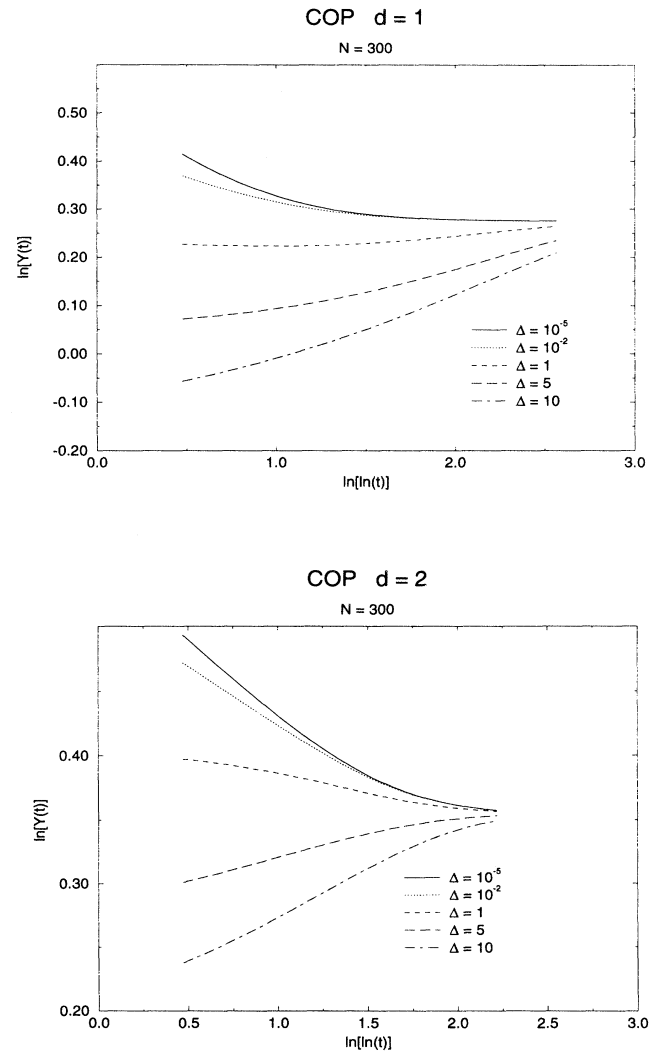 COP d = 1
N = 300
0.50
0.40
0.30
0.20
0.00
-0.10
-0.20
ln[Y(t)]
Δ = 10⁻⁵
Δ = 10⁻²
Δ = 1
Δ = 5
Δ = 10
0.0 1.0 2.0 3.0
ln[ln(t)]
COP d = 2
N = 300
0.40
0.30
0.20
ln[Y(t)]
Δ = 10⁻⁵
Δ = 10⁻²
Δ = 1
Δ = 5
Δ = 10
0.0 0.5 1.0 1.5 2.0 2.5 3.0
ln[ln(t)]